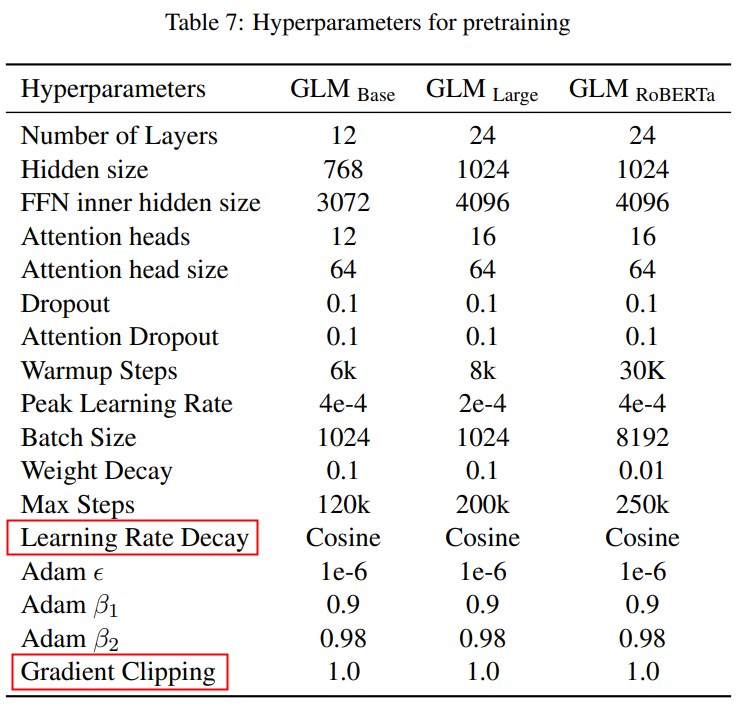 Table 7: Hyperparameters for pretraining
Hyperparameters GLM Base GLM Large GLM RoBERTa
Number of Layers 12 24 24
Hidden size 768 1024 1024
FFN inner hidden size 3072 4096 4096
Attention heads 12 16 16
Attention head size 64 64 64
Dropout 0.1 0.1 0.1
Attention Dropout 0.1 0.1 0.1
Warmup Steps 6k 8k 30K
Peak Learning Rate 4e-4 2e-4 4e-4
Batch Size 1024 1024 8192
Weight Decay 0.1 0.1 0.01
Max Steps 120k 200k 250k
Learning Rate Decay Cosine Cosine Cosine
Adam ϵ 1e-6 1e-6 1e-6
Adam β₁ 0.9 0.9 0.9
Adam β₂ 0.98 0.98 0.98
Gradient Clipping 1.0 1.0 1.0